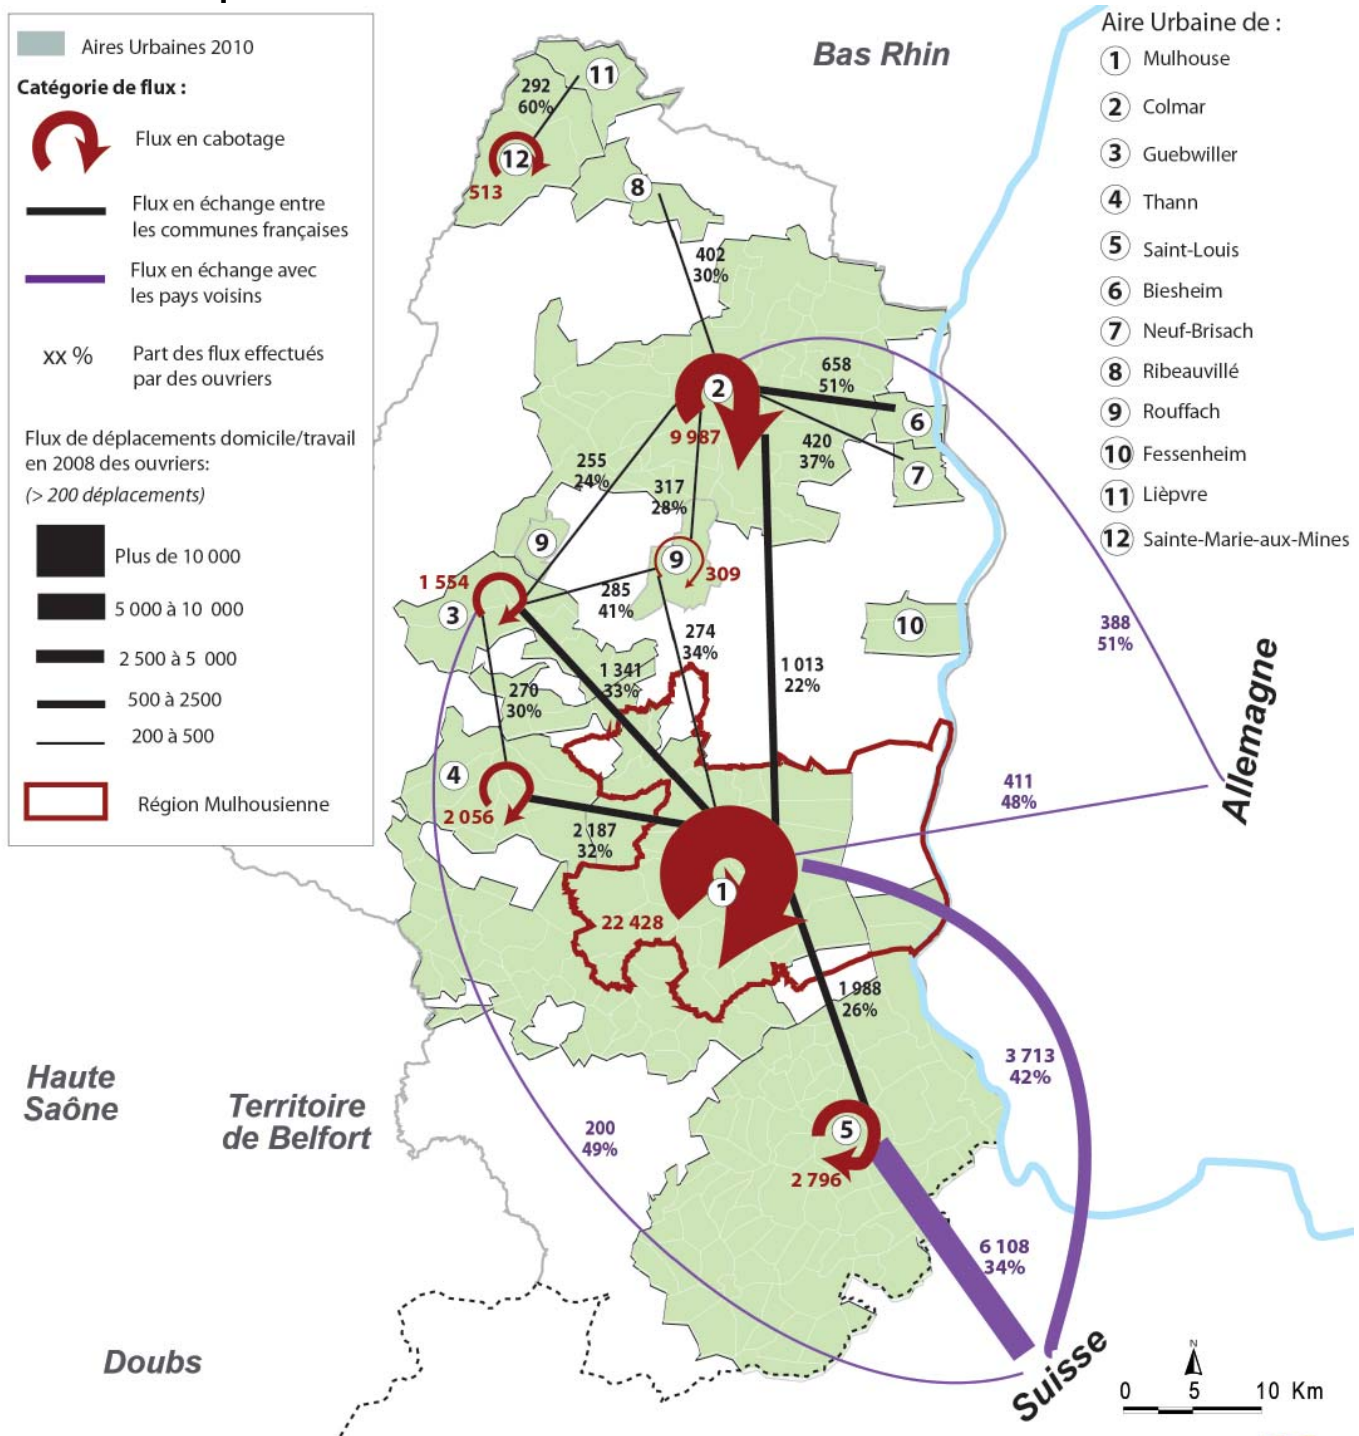 Aires Urbaines 2010
Catégorie de flux :
Flux en cabotage
Flux en échange entre
les communes françaises
Flux en échange avec
les pays voisins
xx %
Part des flux effectués
par des ouvriers
Flux de déplacements domicile/travail
en 2008 des ouvriers:
(> 200 déplacements)
Plus de 10 000
5 000 à 10 000
2 500 à 5 000
500 à 2500
200 à 500
Région Mulhousienne
Aire Urbaine de :
1 Mulhouse
2 Colmar
3 Guebwiller
4 Thann
5 Saint-Louis
6 Biesheim
7 Neuf-Brisach
8 Ribeauvillé
9 Rouffach
10 Fessenheim
11 Lièpvre
12 Sainte-Marie-aux-Mines
Bas Rhin
11
292
60%
12
513
8
402
30%
2
9 987
658
51%
6
420
37%
7
255
24%
317
28%
9
9
309
1 554
3
285
41%
10
388
51%
274
34%
1 341
33%
1 013
22%
270
30%
Allemagne
4
2 056
411
48%
2 187
32%
1
22 428
1 988
26%
3 713
42%
Haute
Saône
Territoire
de Belfort
200
49%
5
2 796
6 108
34%
Doubs
Suisse
N
0 5 10 Km